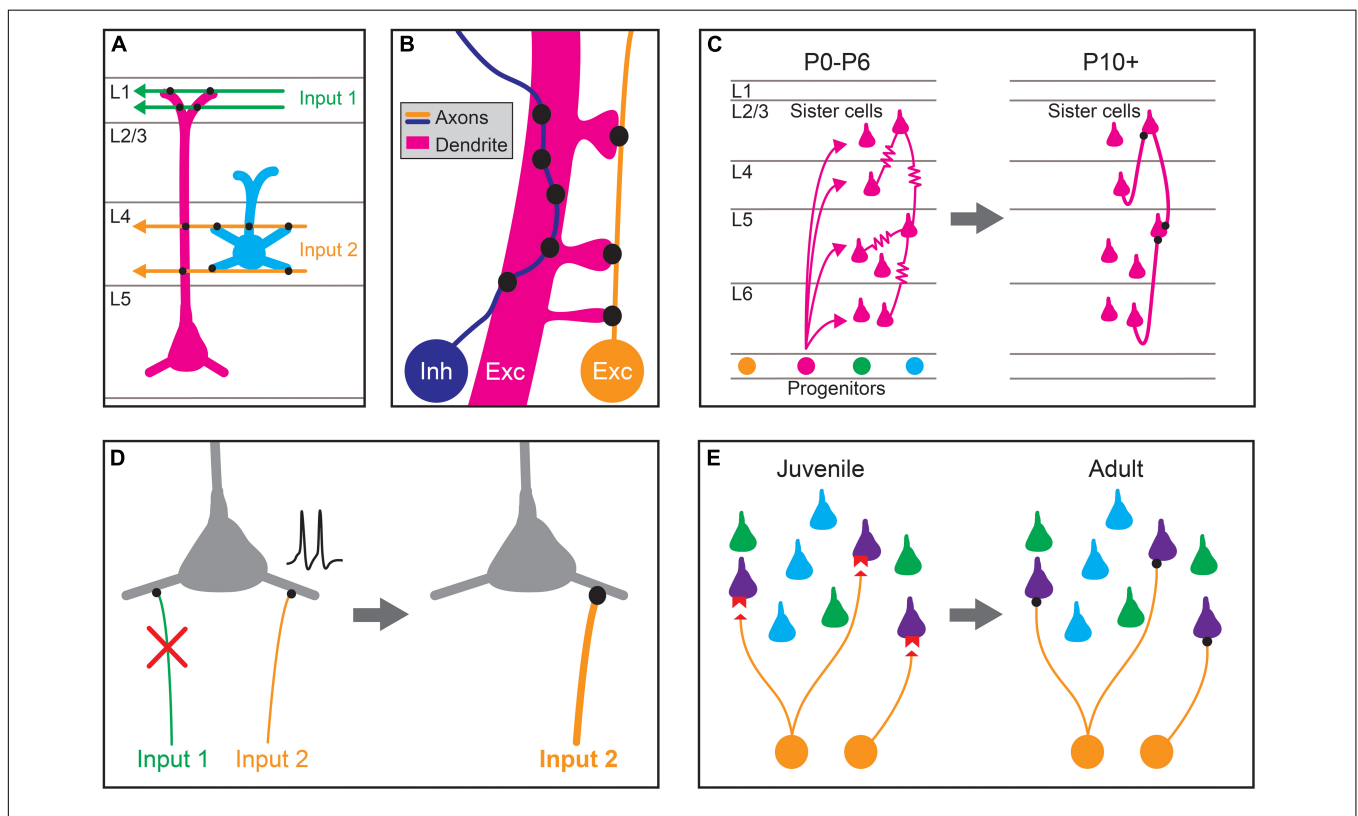 A
L1
Input 1
L2/3
L4
Input 2
L5
B
Axons
Dendrite
Inh
Exc
Exc
C
P0-P6
P10+
L1
L2/3
Sister cells
Sister cells
L4
L5
L6
Progenitors
D
Input 1
Input 2
Input 2
E
Juvenile
Adult